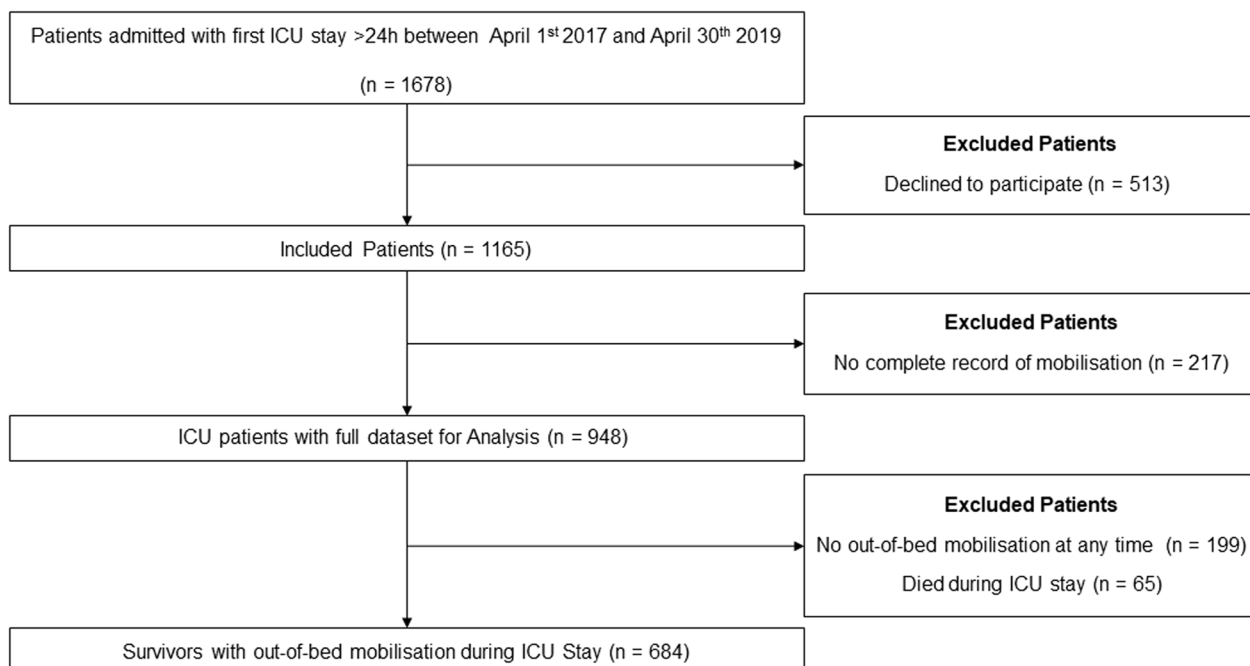 Patients admitted with first ICU stay >24h between April 1st 2017 and April 30th 2019
(n = 1678)
Excluded Patients
Declined to participate (n = 513)
Included Patients (n = 1165)
Excluded Patients
No complete record of mobilisation (n = 217)
ICU patients with full dataset for Analysis (n = 948)
Excluded Patients
No out-of-bed mobilisation at any time (n = 199)
Died during ICU stay (n = 65)
Survivors with out-of-bed mobilisation during ICU Stay (n = 684)